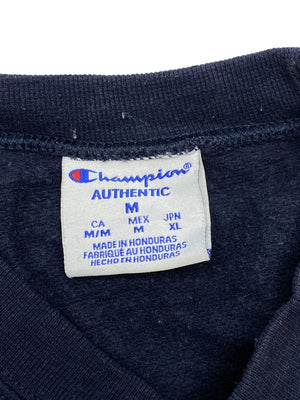 Champion®
AUTHENTIC
M
CA MEX JPN
M/M M XL
MADE IN HONDURAS
FABRIQUÉ AU HONDURAS
HECHO EN HONDURAS